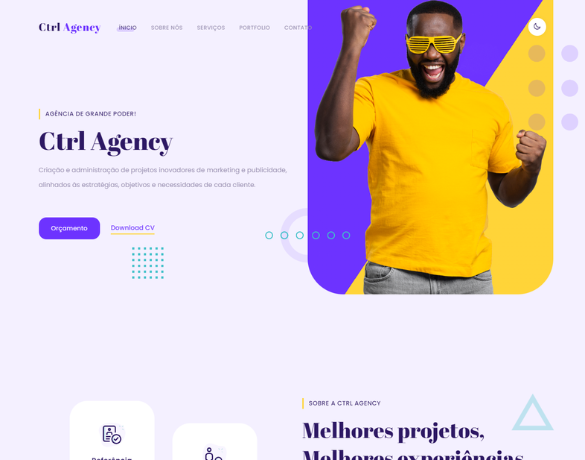 Ctrl Agency
ÍNICIO SOBRE NÓS SERVIÇOS PORTFOLIO CONTATO
AGÊNCIA DE GRANDE PODER!
Ctrl Agency
Criação e administração de projetos inovadores de marketing e publicidade,
alinhados às estratégias, objetivos e necessidades de cada cliente.
Orçamento Download CV
SOBRE A CTRL AGENCY
Melhores projetos,
Melhores experiências
Referência